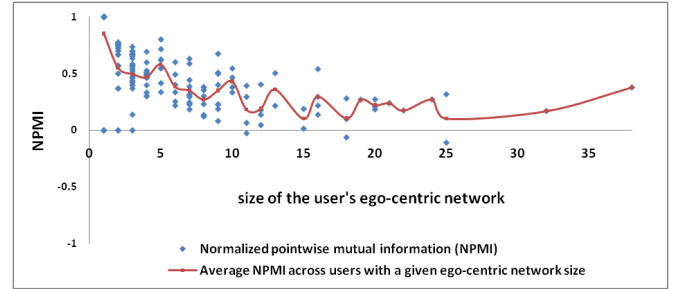 1
0.5
0
0 5 10 15 20 25 30 35
-0.5
-1
NPMI
size of the user's ego-centric network
Normalized pointwise mutual information (NPMI)
Average NPMI across users with a given ego-centric network size